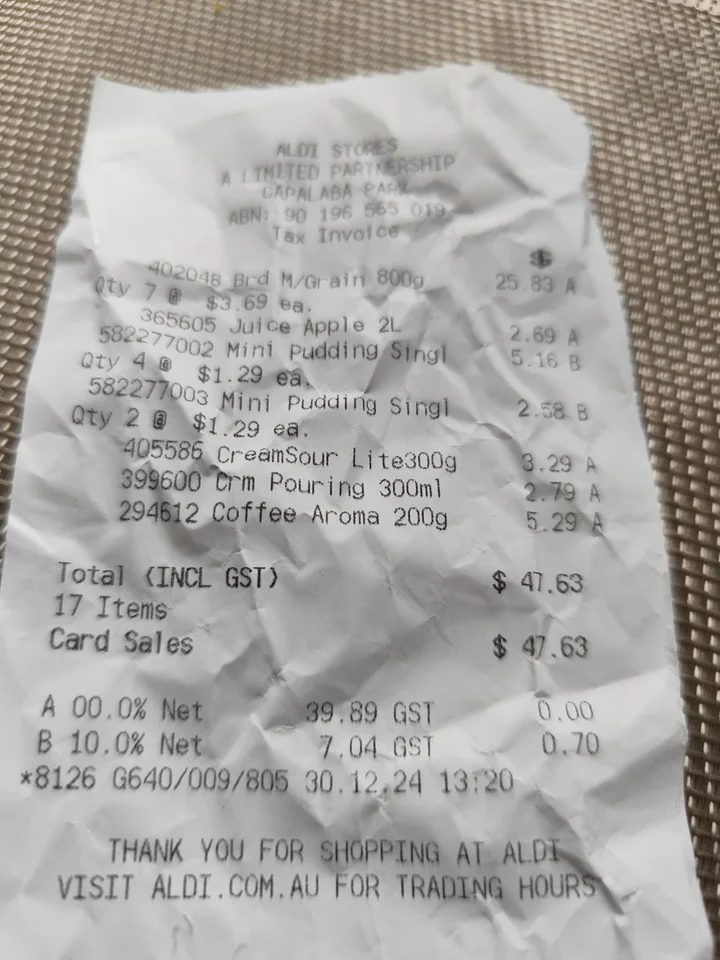 ALDI STORES
A LIMITED PARTNERSHIP
CAPALABA PARK
ABN: 90 196 565 019
Tax Invoice
$
402048 Brd M/Grain 800g 25.83 A
Qty 7 @ $3.69 ea.
365605 Juice Apple 2L 2.69 A
582277002 Mini Pudding Singl 5.16 B
Qty 4 @ $1.29 ea.
582277003 Mini Pudding Singl 2.58 B
Qty 2 @ $1.29 ea.
405586 CreamSour Lite300g 3.29 A
399600 Crm Pouring 300ml 2.79 A
294612 Coffee Aroma 200g 5.29 A
Total (INCL GST) $ 47.63
17 Items
Card Sales $ 47.63
A 00.0% Net 39.89 GST 0.00
B 10.0% Net 7.04 GST 0.70
*8126 G640/009/805 30.12.24 13:20
THANK YOU FOR SHOPPING AT ALDI
VISIT ALDI.COM.AU FOR TRADING HOURS